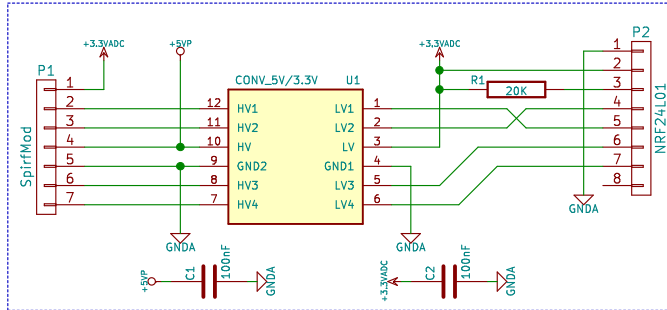 +3.3VADC
+5VP
+3.3VADC
P2
P1
CONV_5V/3.3V
U1
R1
20K
SpirfMod
1
2
3
4
5
6
7
12 HV1
11 HV2
10 HV
9 GND2
8 HV3
7 HV4
LV1 1
LV2 2
LV 3
GND1 4
LV3 5
LV4 6
1
2
3
4
5
6
7
8
NRF24L01
GNDA
GNDA
GNDA
+5VP
C1
100nF
GNDA
+3.3VADC
C2
100nF
GNDA